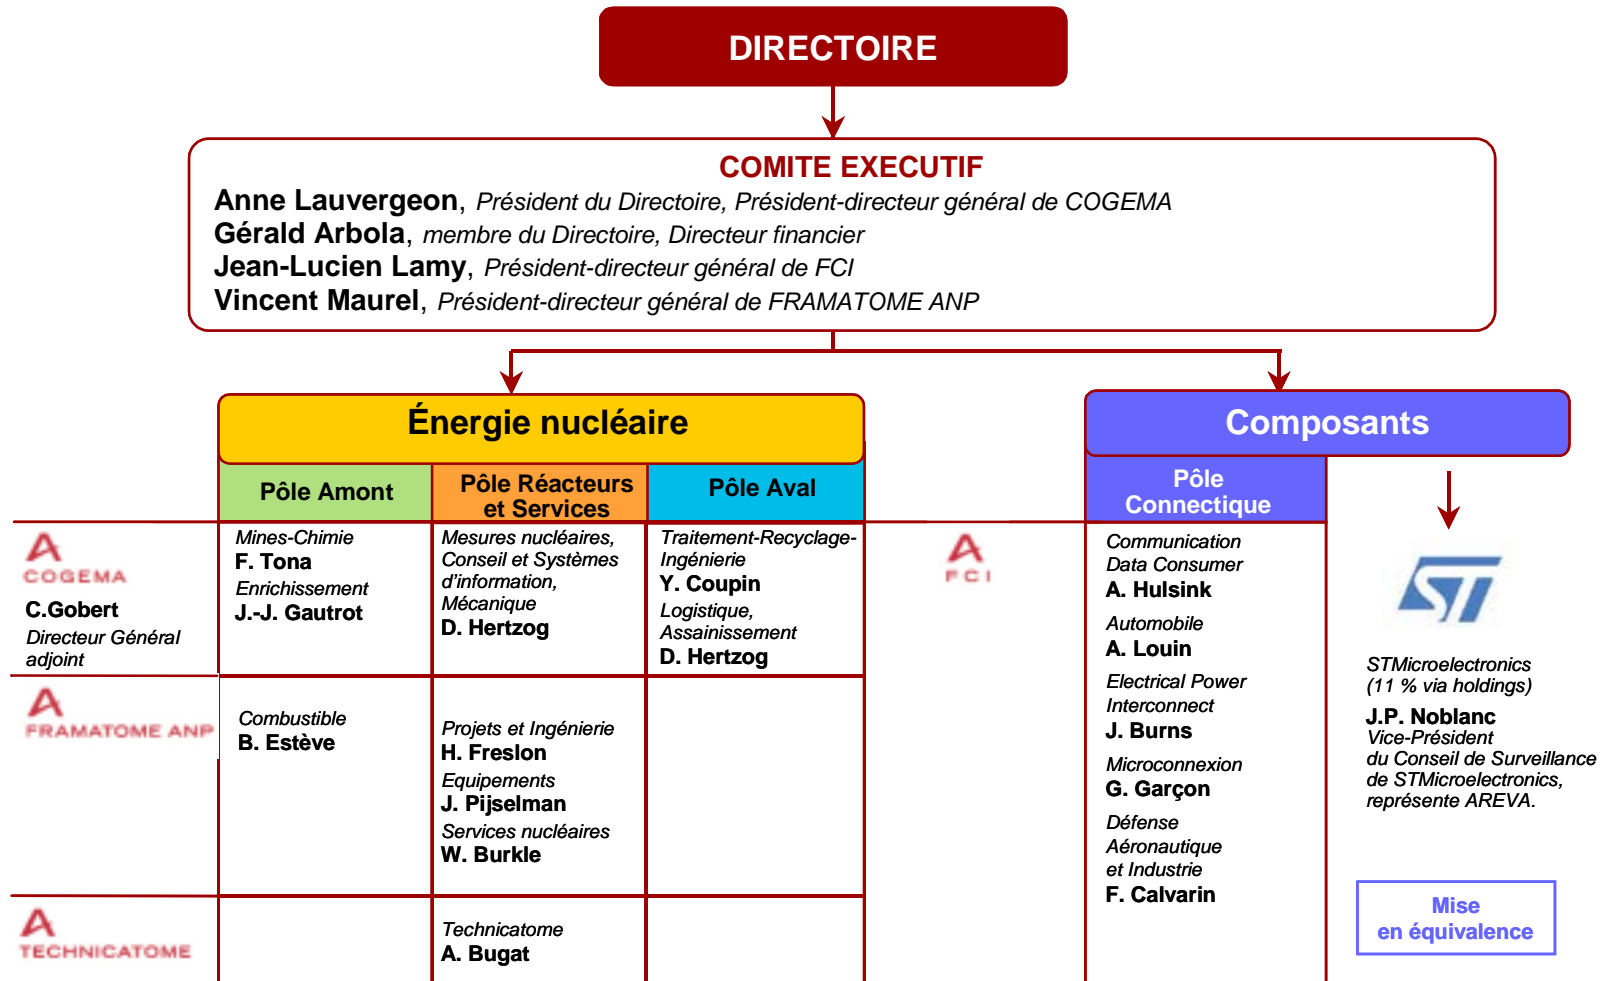 DIRECTOIRE
COMITE EXECUTIF
Anne Lauvergeon, Président du Directoire, Président-directeur général de COGEMA
Gérald Arbola, membre du Directoire, Directeur financier
Jean-Lucien Lamy, Président-directeur général de FCI
Vincent Maurel, Président-directeur général de FRAMATOME ANP
Énergie nucléaire
Pôle Amont
Pôle Réacteurs
et Services
Pôle Aval
COGEMA
C.Gobert
Directeur Général
adjoint
Mines-Chimie
F. Tona
Enrichissement
J.-J. Gautrot
Mesures nucléaires,
Conseil et Systèmes
d'information,
Mécanique
D. Hertzog
Traitement-Recyclage-
Ingénierie
Y. Coupin
Logistique,
Assainissement
D. Hertzog
FRAMATOME ANP
Combustible
B. Estève
Projets et Ingénierie
H. Freslon
Equipements
J. Pijselman
Services nucléaires
W. Burkle
TECHNICATOME
Technicatome
A. Bugat
Composants
Pôle
Connectique
FCI
Communication
Data Consumer
A. Hulsink
Automobile
A. Louin
Electrical Power
Interconnect
J. Burns
Microconnexion
G. Garçon
Défense
Aéronautique
et Industrie
F. Calvarin
ST
STMicroelectronics
(11 % via holdings)
J.P. Noblanc
Vice-Président
du Conseil de Surveillance
de STMicroelectronics,
représente AREVA.
Mise
en équivalence